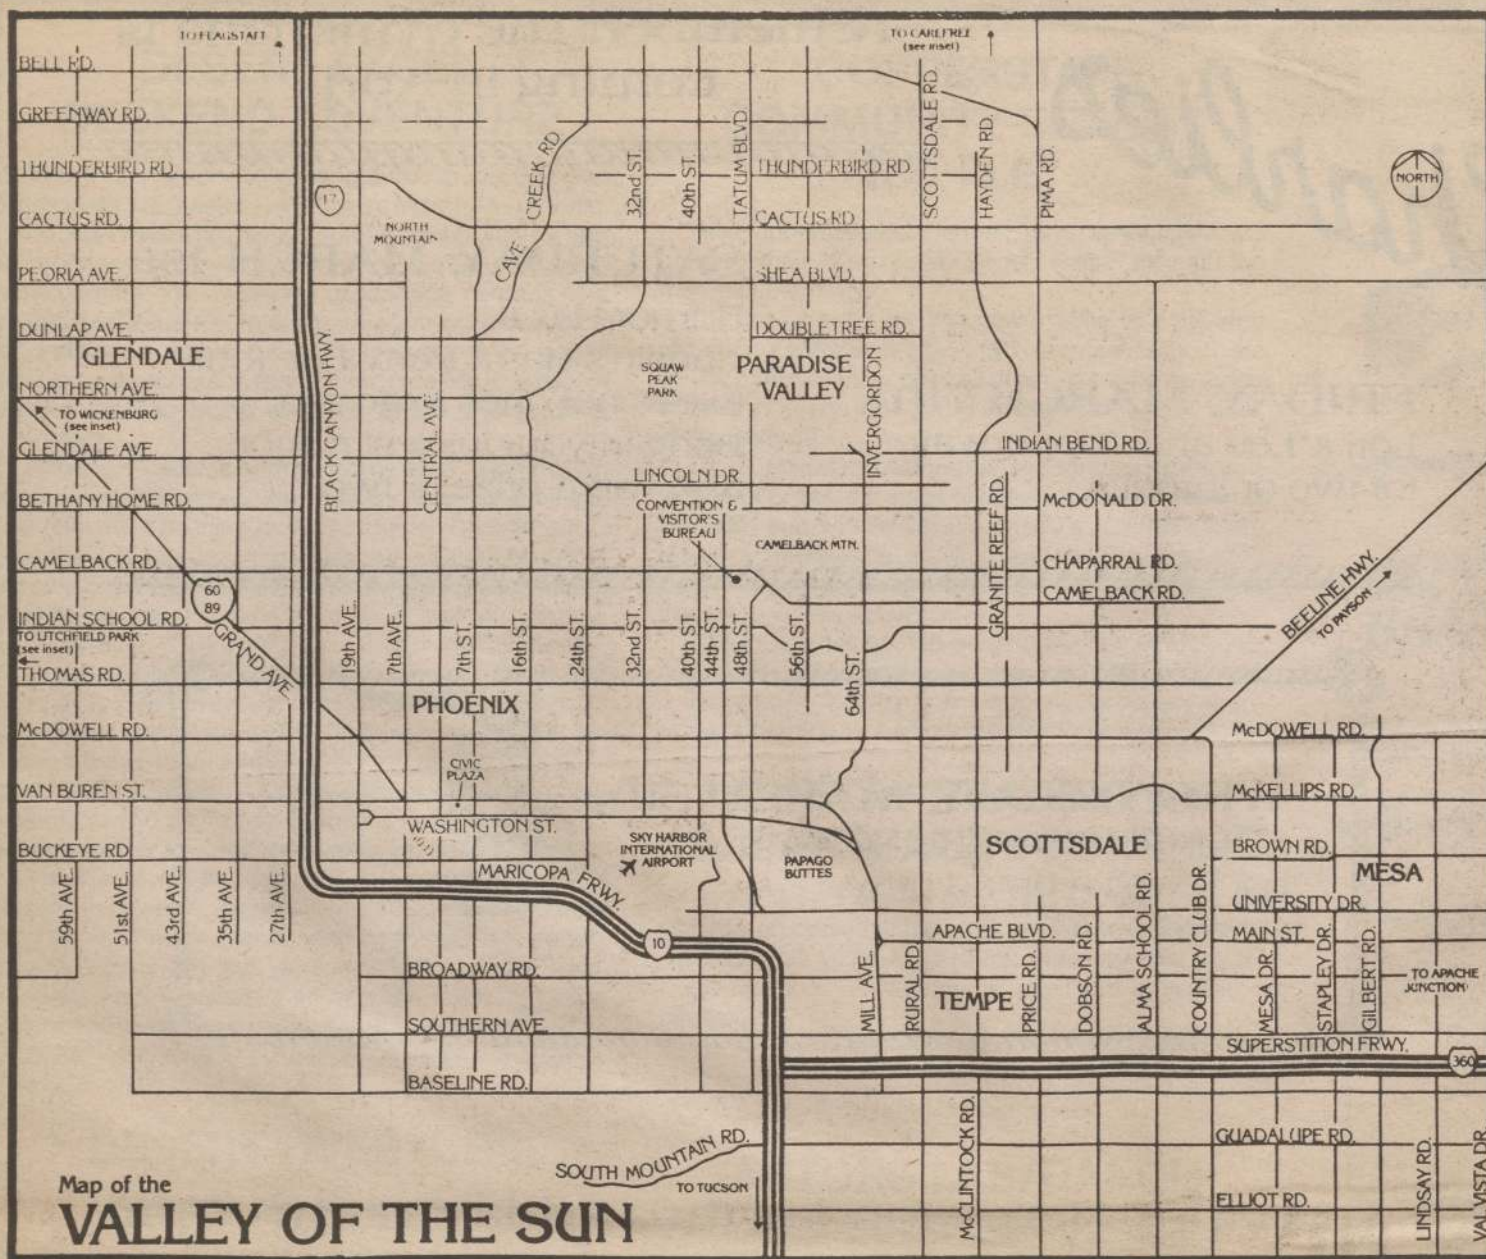 TO FLAGSTAFF
TO CAREFREE
(see inset)
BELL RD.
GREENWAY RD.
THUNDERBIRD RD.
CACTUS RD.
PEORIA AVE.
DUNLAP AVE.
GLENDALE
NORTHERN AVE.
TO WICKENBURG
(see inset)
GLENDALE AVE.
BETHANY HOME RD.
CAMELBACK RD.
60
89
INDIAN SCHOOL RD.
TO LITCHFIELD PARK
(see inset)
GRAND AVE.
THOMAS RD.
McDOWELL RD.
VAN BUREN ST.
BUCKEYE RD.
59th AVE.
51st AVE.
43rd AVE.
35th AVE.
27th AVE.
17
NORTH
MOUNTAIN
CAVE CREEK RD
32nd ST.
40th ST.
TATUM BLVD.
THUNDERBIRD RD.
CACTUS RD.
SHEA BLVD.
DOUBLETREE RD.
SCOTTSDALE RD.
HAYDEN RD.
PIMA RD.
NORTH
BLACK CANYON HWY
CENTRAL AVE.
SQUAW
PEAK
PARK
PARADISE
VALLEY
INVERGORDON
INDIAN BEND RD.
LINCOLN DR.
CONVENTION &
VISITOR'S
BUREAU
CAMELBACK MTN.
GRANITE REEF RD.
McDONALD DR.
CHAPARRAL RD.
CAMELBACK RD.
BEELINE HWY.
TO PAYSON
19th AVE.
7th AVE.
7th ST.
16th ST.
24th ST.
32nd ST.
40th ST.
44th ST.
48th ST.
56th ST.
64th ST.
PHOENIX
CIVIC
PLAZA
WASHINGTON ST.
MARICOPA FRWY.
SKY HARBOR
INTERNATIONAL
AIRPORT
PAPAGO
BUTTES
10
McDOWELL RD.
McKELLIPS RD.
SCOTTSDALE
BROWN RD.
MESA
UNIVERSITY DR.
APACHE BLVD.
MAIN ST.
BROADWAY RD.
TO APACHE
JUNCTION
MILL AVE.
RURAL RD.
TEMPE
PRICE RD.
DOBSON RD.
ALMA SCHOOL RD.
COUNTRY CLUB DR.
MESA DR.
STAPLEY DR.
GILBERT RD.
SOUTHERN AVE.
SUPERSTITION FRWY.
360
BASELINE RD.
SOUTH MOUNTAIN RD.
TO TUCSON
McCLINTOCK RD.
GUADALUPE RD.
ELLIOT RD.
LINDSAY RD.
VAL VISTA DR.
Map of the
VALLEY OF THE SUN